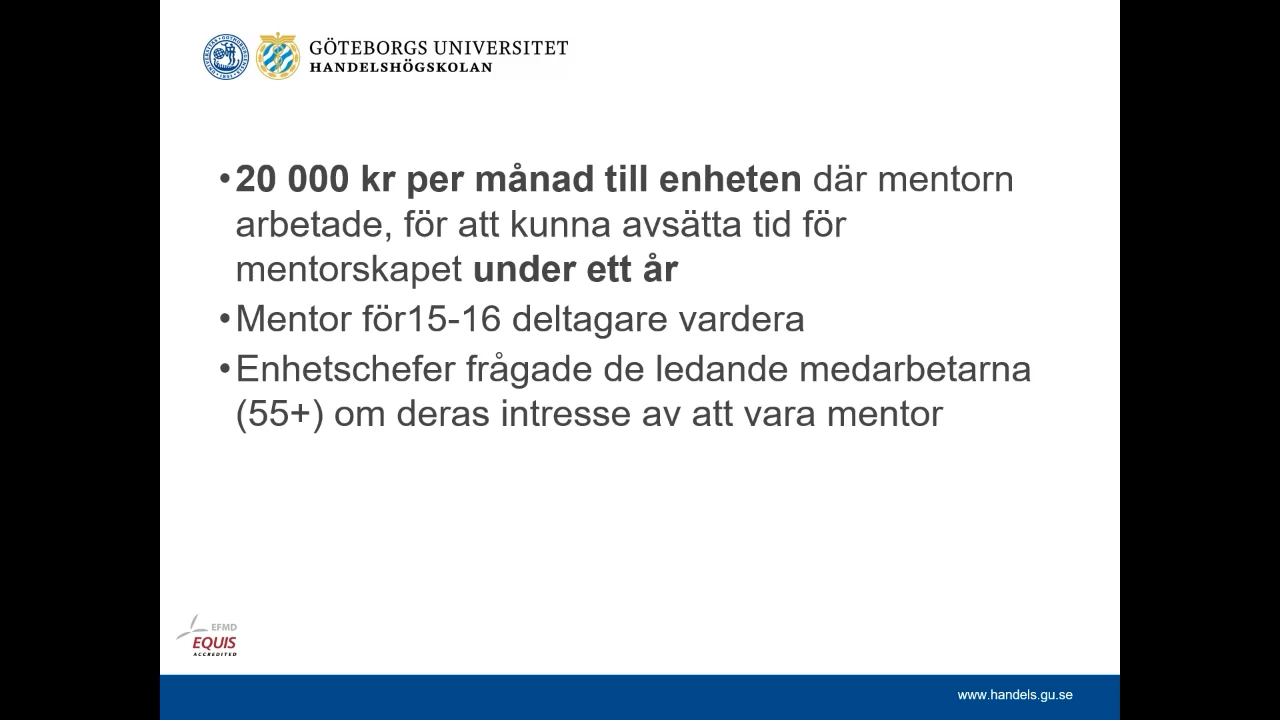 GÖTEBORGS UNIVERSITET
HANDELSHÖGSKOLAN
•20 000 kr per månad till enheten där mentorn
arbetade, för att kunna avsätta tid för
mentorskapet under ett år
•Mentor för15-16 deltagare vardera
•Enhetschefer frågade de ledande medarbetarna
(55+) om deras intresse av att vara mentor
EFMD
EQUIS
ACCREDITED
www.handels.gu.se